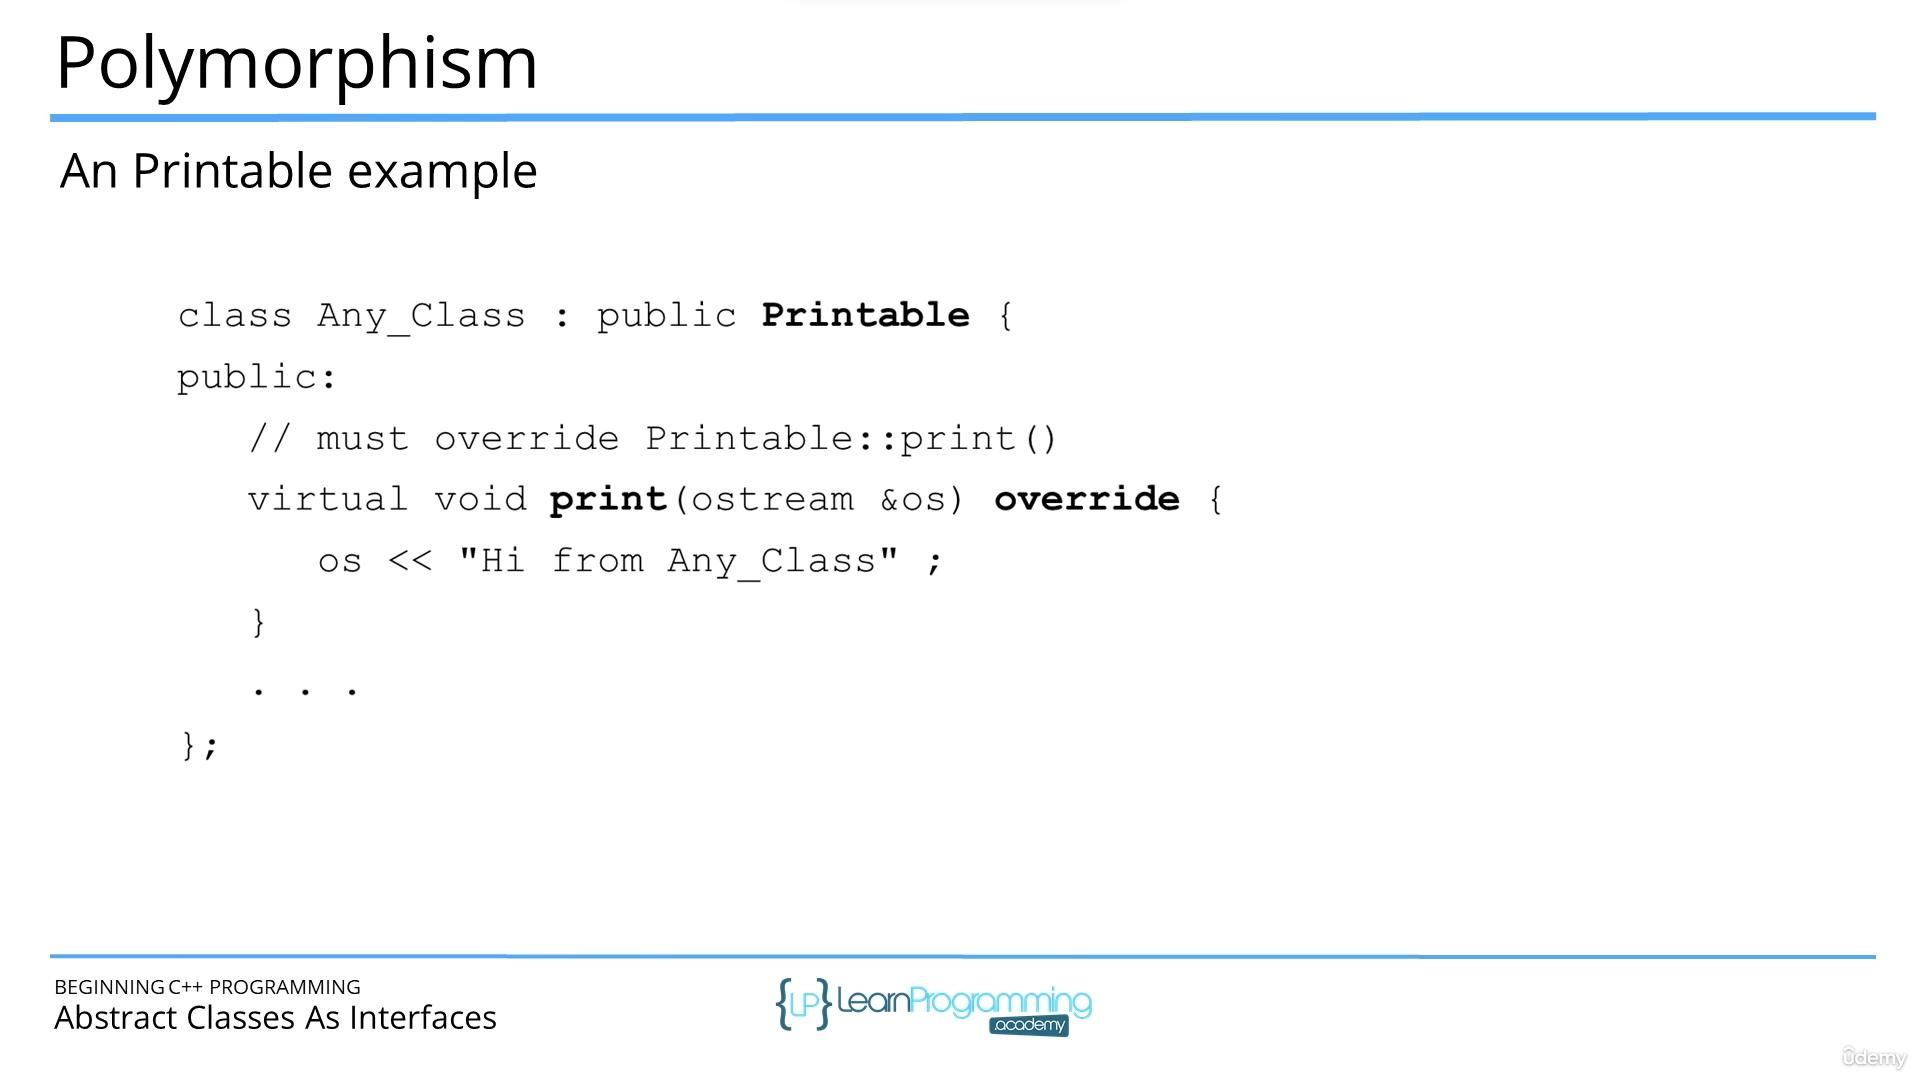 Polymorphism
An Printable example
class Any_Class : public Printable {
public:
// must override Printable::print()
virtual void print(ostream &os) override {
os << "Hi from Any_Class" ;
}
. . .
};
BEGINNING C++ PROGRAMMING
Abstract Classes As Interfaces
{LP} LearnProgramming
.academy
ûdemy